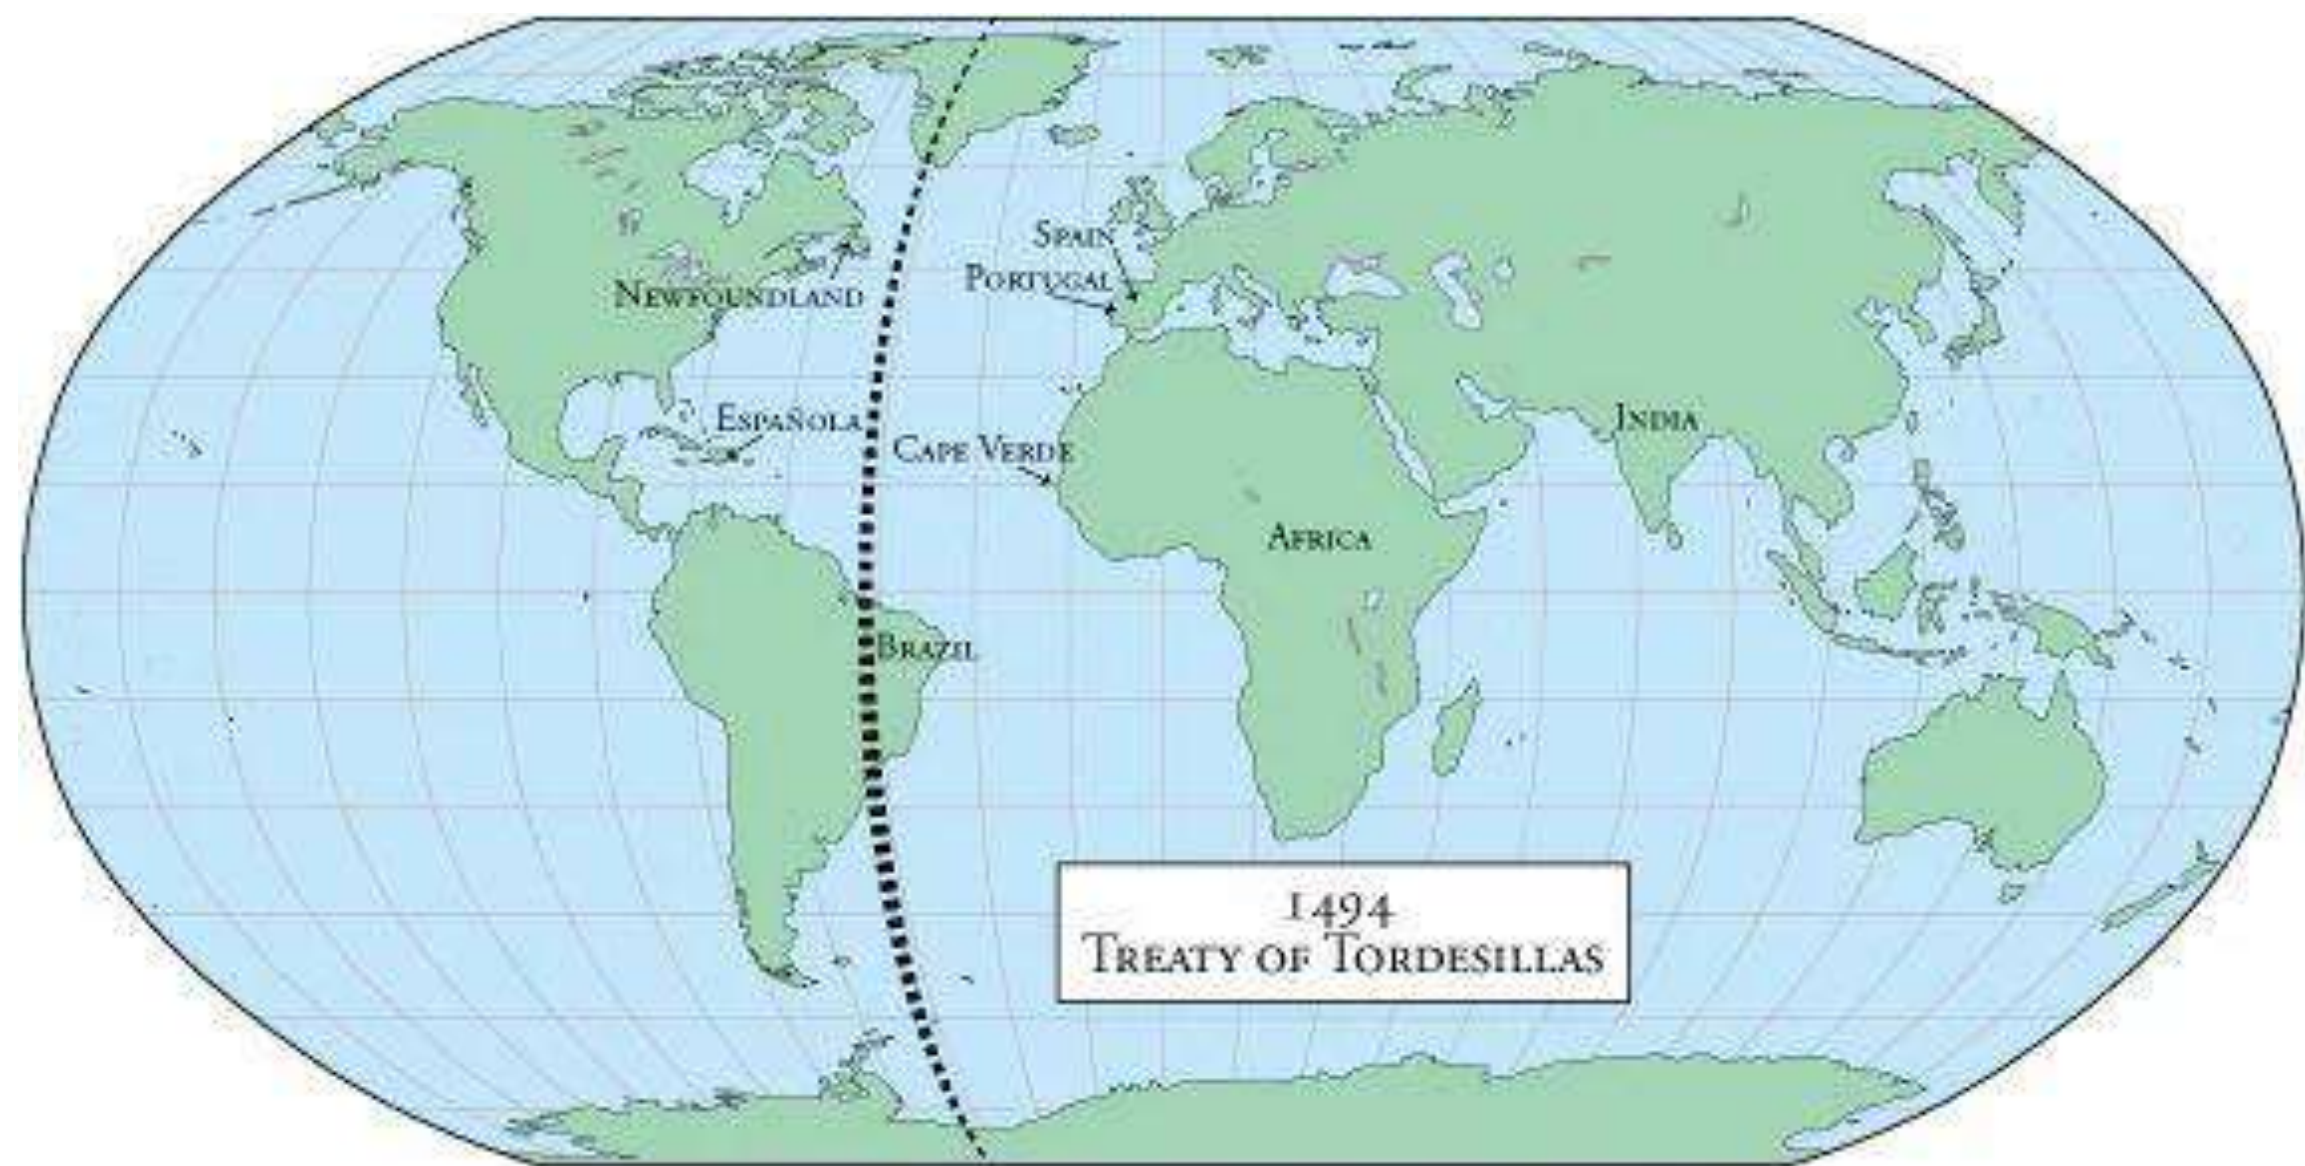 Spain
Portugal
Newfoundland
Española
Cape Verde
India
Africa
Brazil
1494
Treaty of Tordesillas